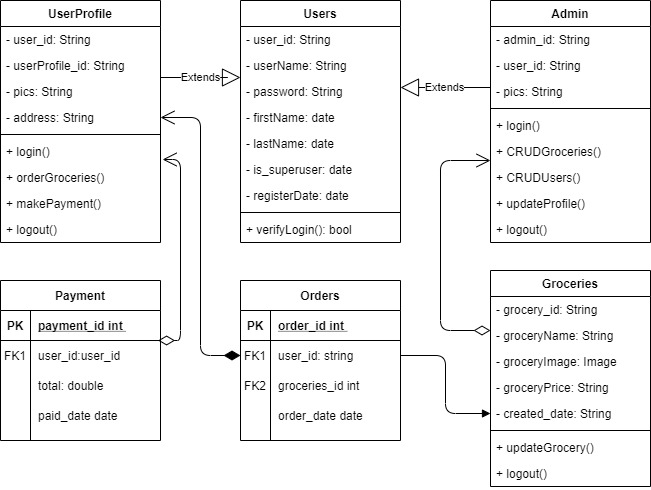 UserProfile
- user_id: String
- userProfile_id: String
- pics: String
- address: String
+ login()
+ orderGroceries()
+ makePayment()
+ logout()
Extends
Users
- user_id: String
- userName: String
- password: String
- firstName: date
- lastName: date
- is_superuser: date
- registerDate: date
+ verifyLogin(): bool
Extends
Admin
- admin_id: String
- user_id: String
- pics: String
+ login()
+ CRUDGroceries()
+ CRUDUsers()
+ updateProfile()
+ logout()
Payment
PK payment_id int
FK1 user_id:user_id
total: double
paid_date date
Orders
PK order_id int
FK1 user_id: string
FK2 groceries_id int
order_date date
Groceries
- grocery_id: String
- groceryName: String
- groceryImage: Image
- groceryPrice: String
- created_date: String
+ updateGrocery()
+ logout()